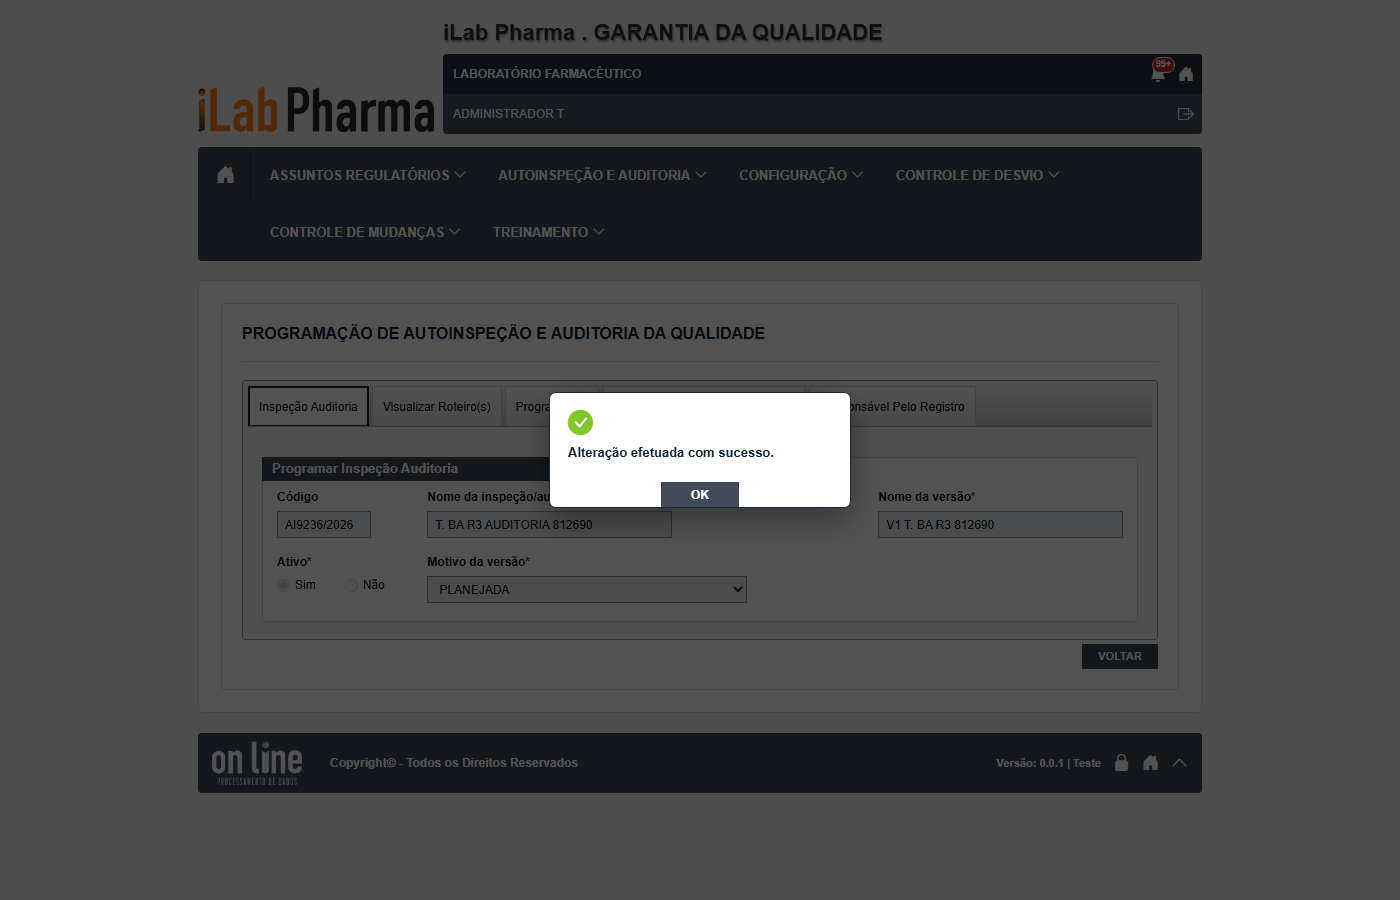 iLab Pharma . GARANTIA DA QUALIDADE
iLab Pharma
LABORATÓRIO FARMACÊUTICO
99+
ADMINISTRADOR T
ASSUNTOS REGULATÓRIOS
AUTOINSPEÇÃO E AUDITORIA
CONFIGURAÇÃO
CONTROLE DE DESVIO
CONTROLE DE MUDANÇAS
TREINAMENTO
PROGRAMAÇÃO DE AUTOINSPEÇÃO E AUDITORIA DA QUALIDADE
Inspeção Auditoria
Visualizar Roteiro(s)
Pelo Registro
Alteração efetuada com sucesso.
OK
Programar Inspeção Auditoria
Código
Nome da
Nome da versão*
AI9236/2026
T. BA R3 AUDITORIA 812690
V1 T. BA R3 812690
Ativo*
Motivo da versão*
Sim
Não
PLANEJADA
VOLTAR
on line
PROCESSAMENTO DE DADOS
Copyright© - Todos os Direitos Reservados
Versão: 0.0.1 | Teste